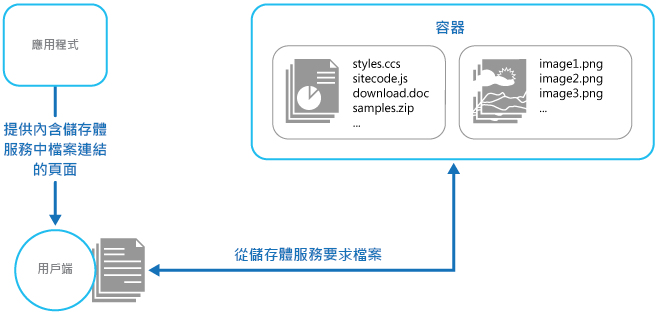 應用程式
提供內含儲存體
服務中檔案連結
的頁面
用戶端
容器
styles.ccs
sitecode.js
download.doc
samples.zip
...
image1.png
image2.png
image3.png
...
從儲存體服務要求檔案